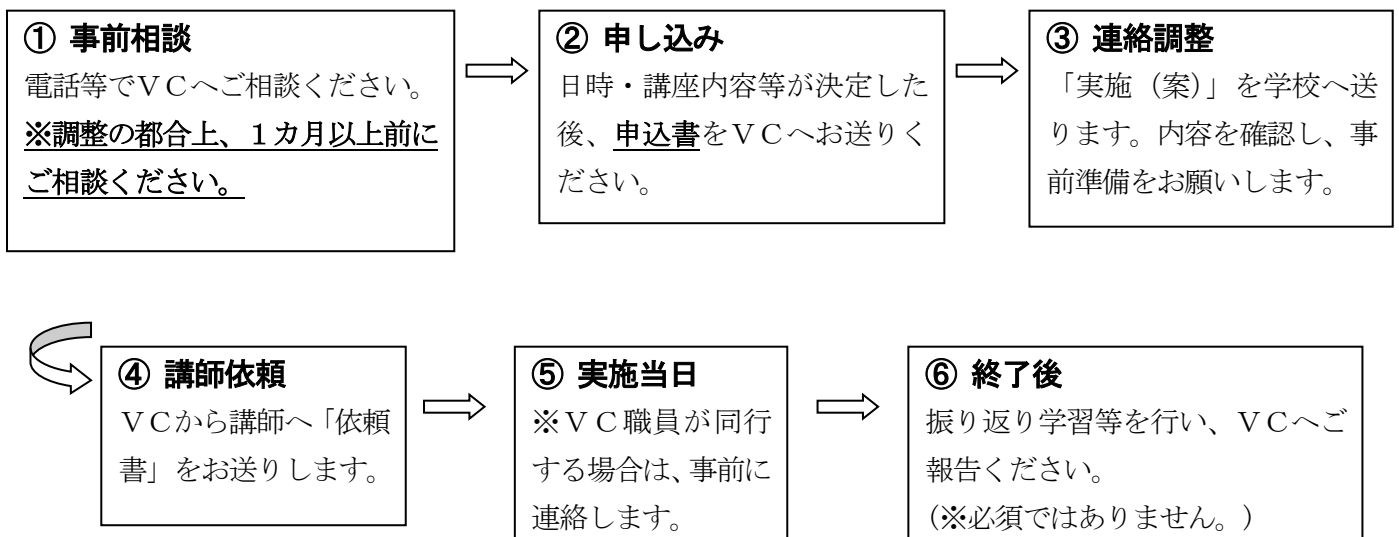 ① 事前相談
電話等でVCへご相談ください。
※調整の都合上、1カ月以上前に
ご相談ください。
② 申し込み
日時・講座内容等が決定した
後、申込書をVCへお送りく
ださい。
③ 連絡調整
「実施(案)」を学校へ送
ります。内容を確認し、事
前準備をお願いします。
④ 講師依頼
VCから講師へ「依頼
書」をお送りします。
⑤ 実施当日
※VC職員が同行
する場合は、事前に
連絡します。
⑥ 終了後
振り返り学習等を行い、VCへご
報告ください。
(※必須ではありません。)